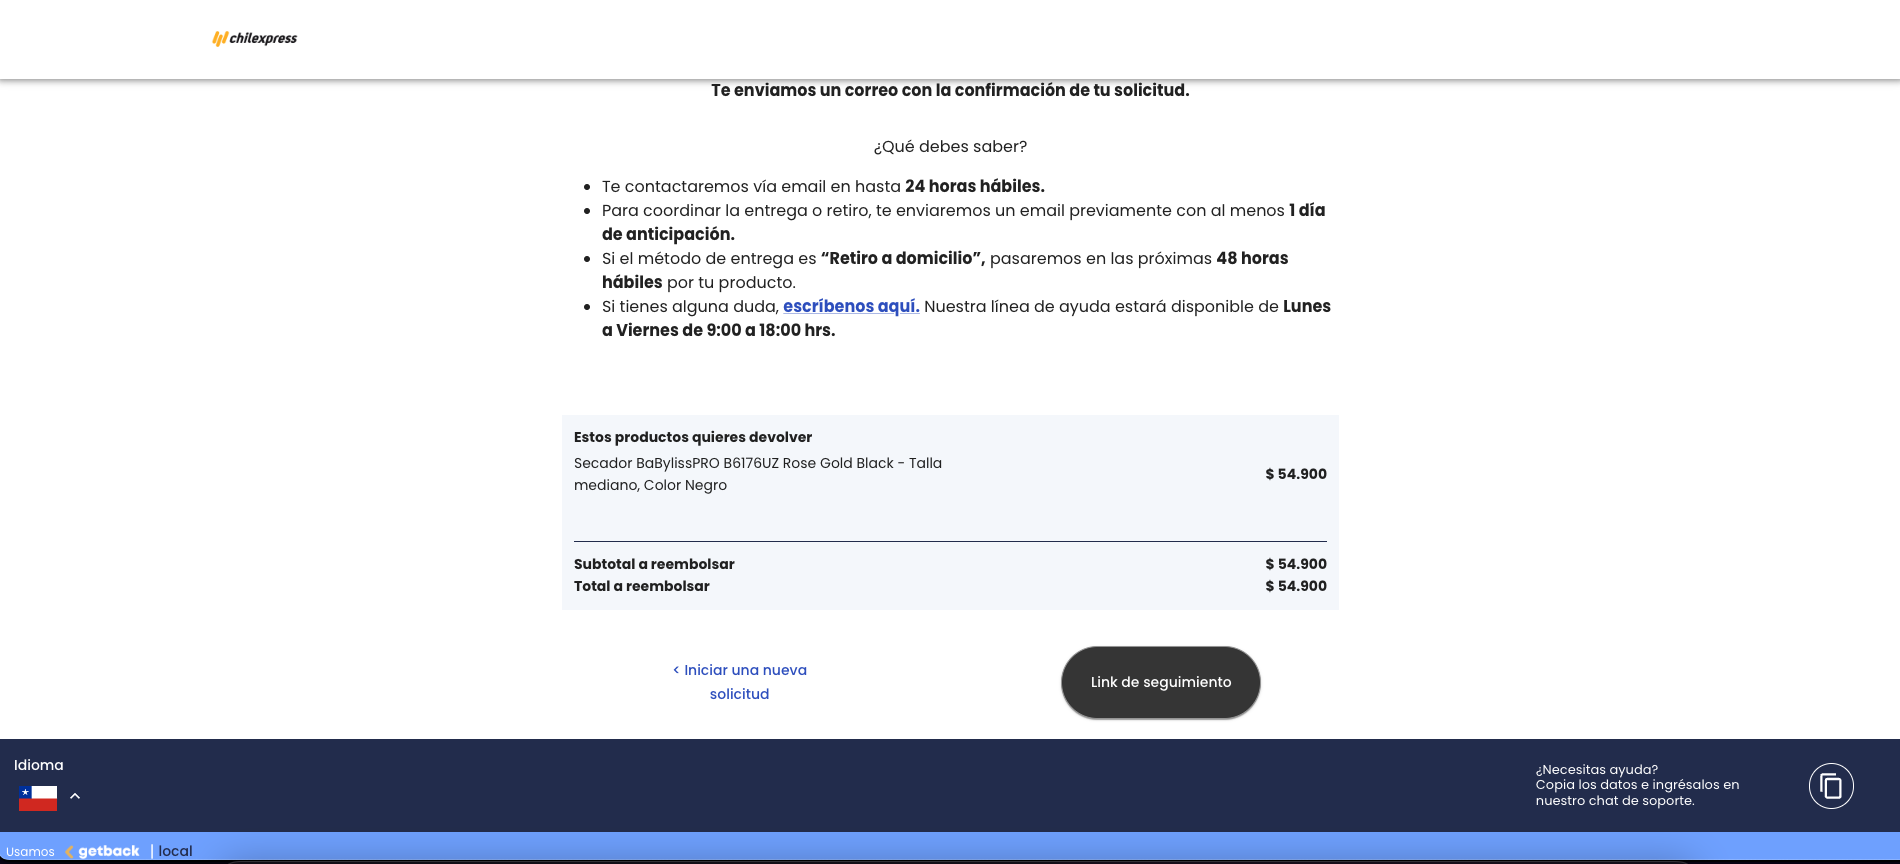 chilexpress
Te enviamos un correo con la confirmación de tu solicitud.
¿Qué debes saber?
Te contactaremos vía email en hasta 24 horas hábiles.
Para coordinar la entrega o retiro, te enviaremos un email previamente con al menos 1 día
de anticipación.
Si el método de entrega es “Retiro a domicilio”, pasaremos en las próximas 48 horas
hábiles por tu producto.
Si tienes alguna duda, escríbenos aquí. Nuestra línea de ayuda estará disponible de Lunes
a Viernes de 9:00 a 18:00 hrs.
Estos productos quieres devolver
Secador BaBylissPRO B6176UZ Rose Gold Black - Talla
mediano, Color Negro
$ 54.900
Subtotal a reembolsar $ 54.900
Total a reembolsar $ 54.900
< Iniciar una nueva
solicitud
Link de seguimiento
Idioma
¿Necesitas ayuda?
Copia los datos e ingrésalos en
nuestro chat de soporte.
Usamos getback | local